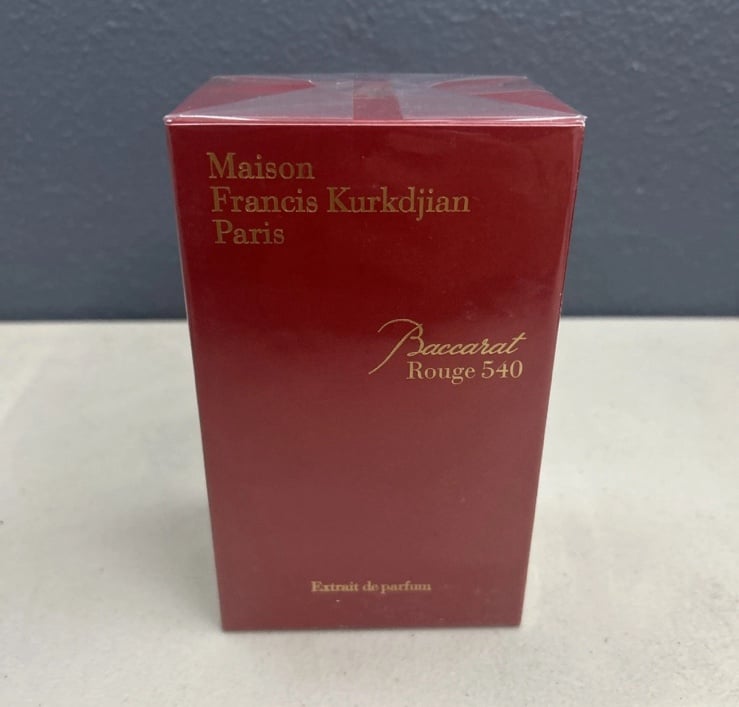 Maison
Francis Kurkdjian
Paris
Baccarat
Rouge 540
Extrait de parfum